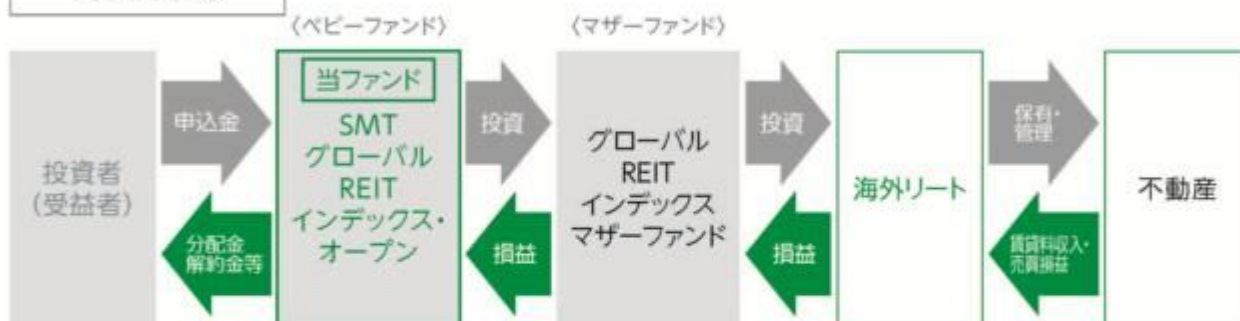 〈ベビーファンド〉
〈マザーファンド〉
投資者
(受益者)
申込金
分配金
解約金等
当ファンド
SMT
グローバル
REIT
インデックス・
オープン
投資
損益
グローバル
REIT
インデックス
マザーファンド
投資
損益
海外リート
保有・
管理
賃貸料収入・
売買損益
不動産